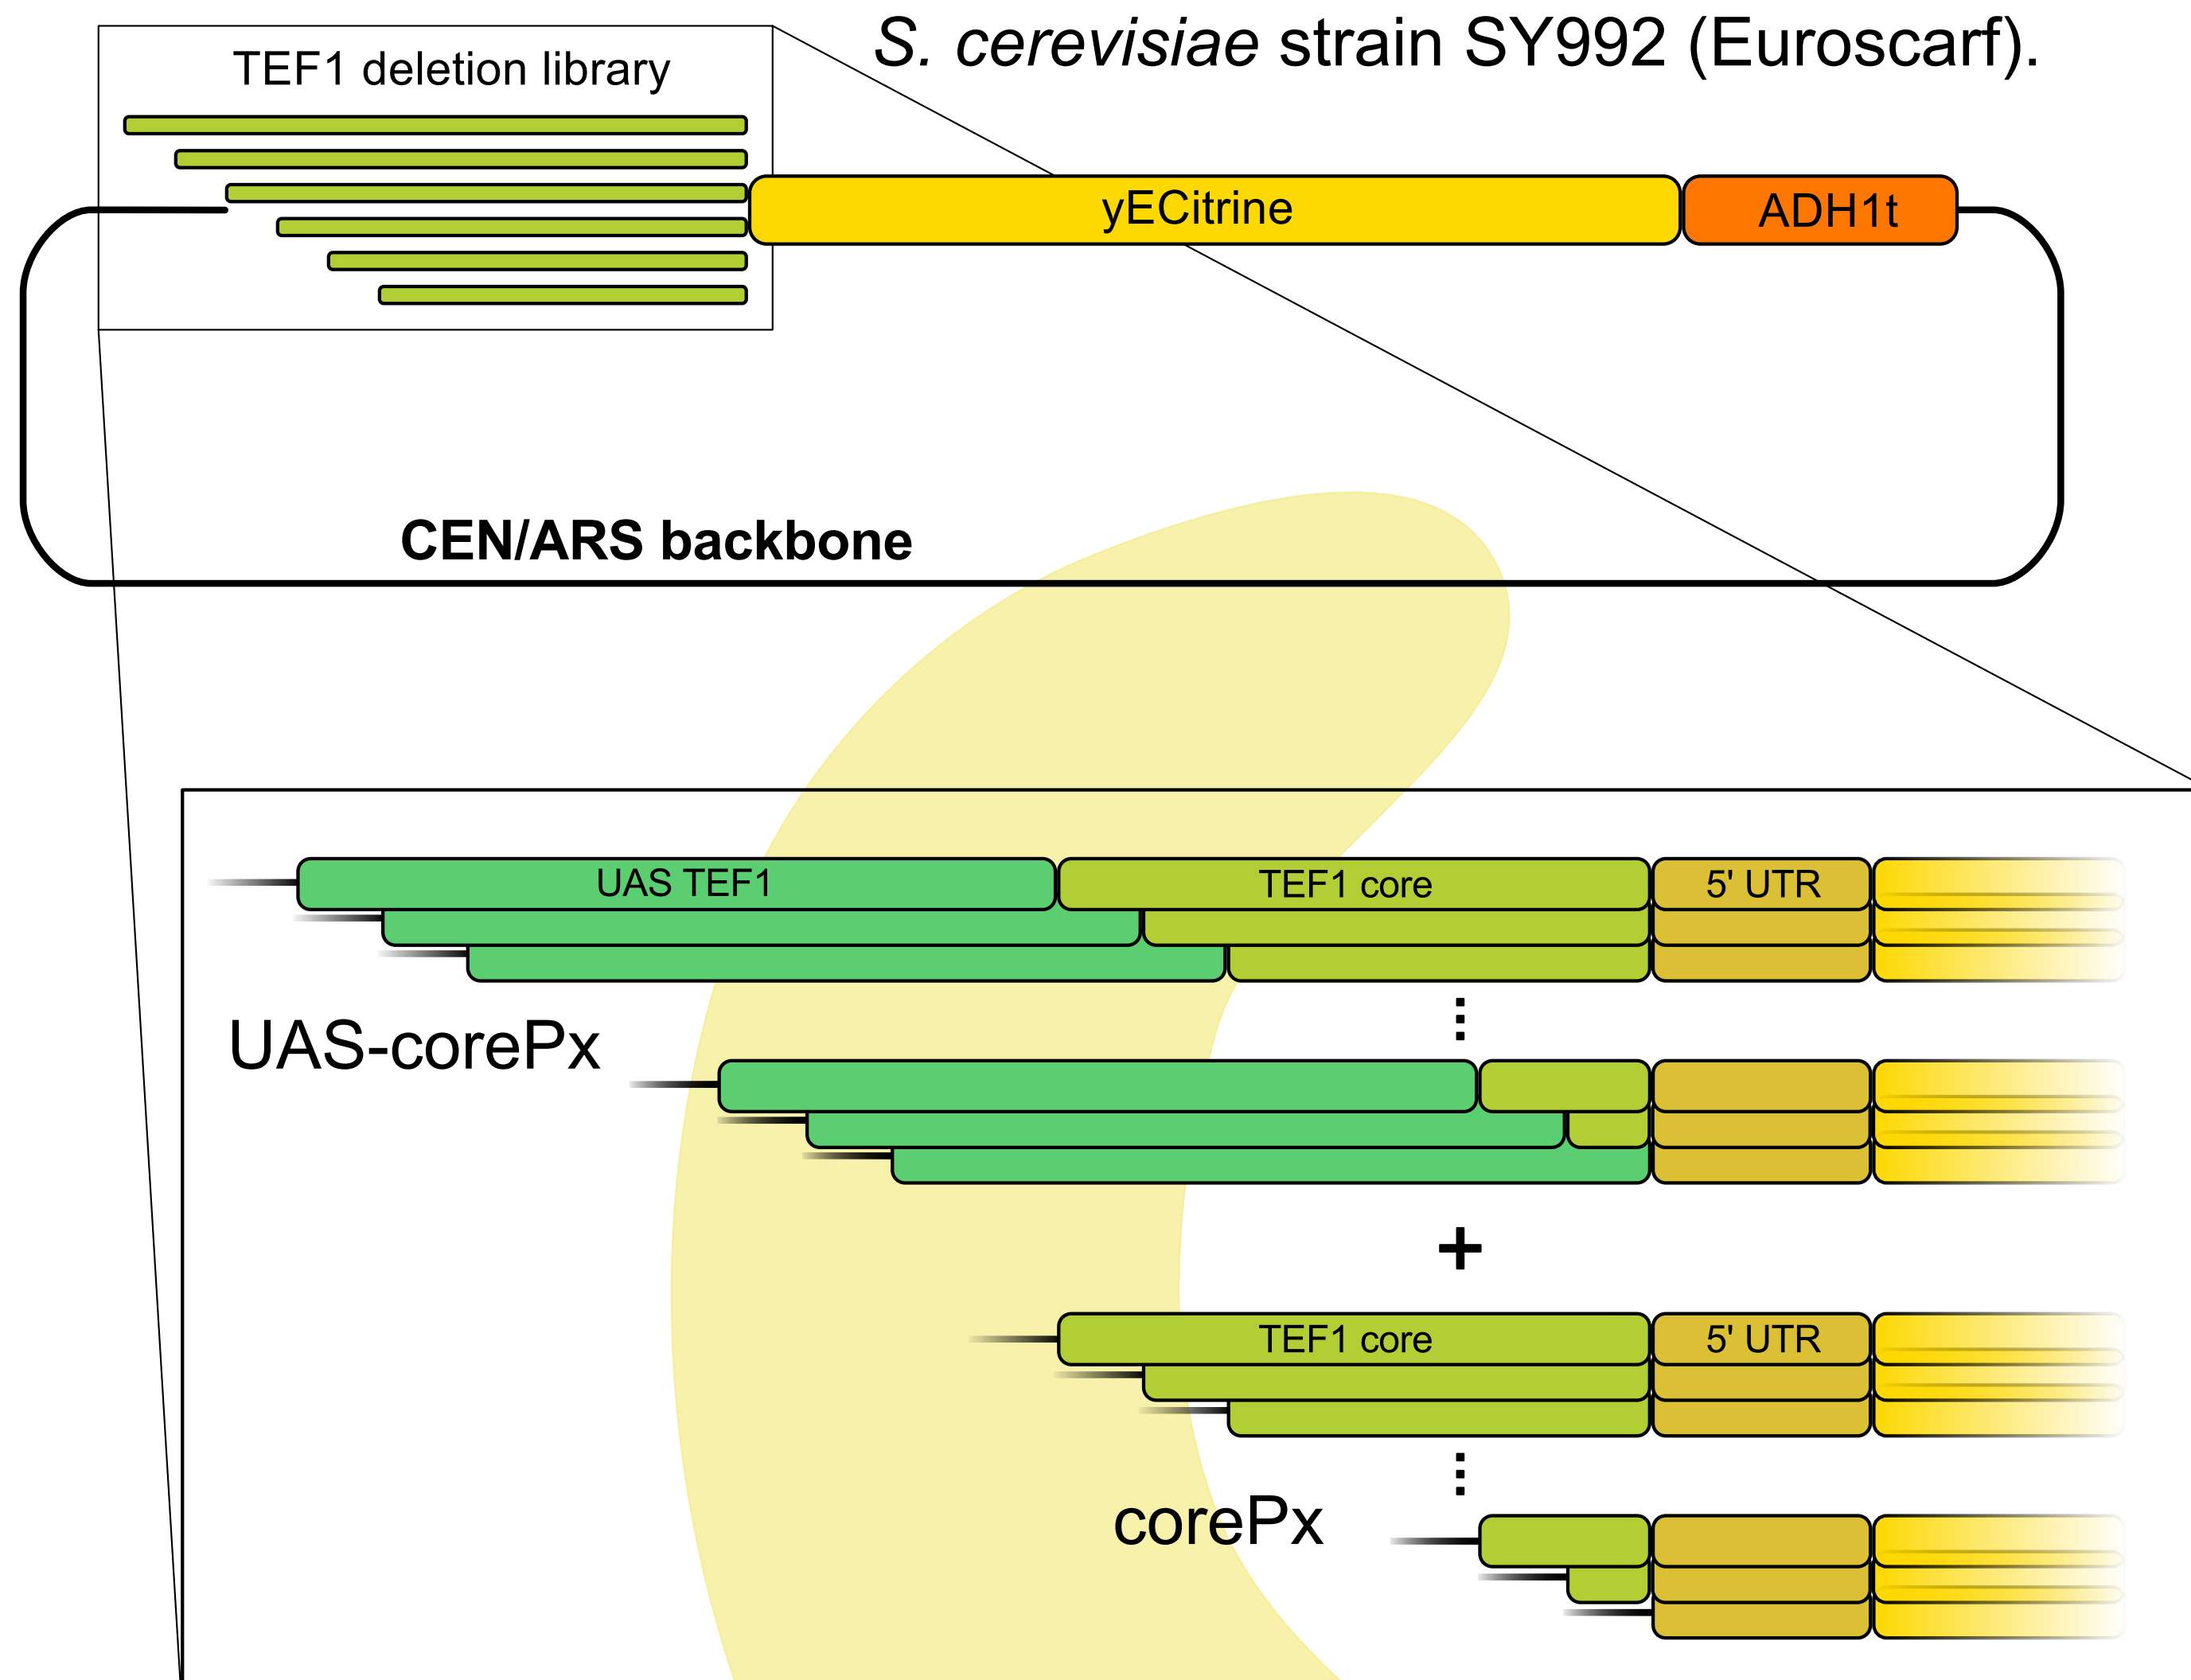 S. cerevisiae strain SY992 (Euroscarf).
TEF1 deletion library
yECitrine
ADH1t
CEN/ARS backbone
UAS TEF1
TEF1 core
5' UTR
UAS-corePx
+
TEF1 core
5' UTR
corePx